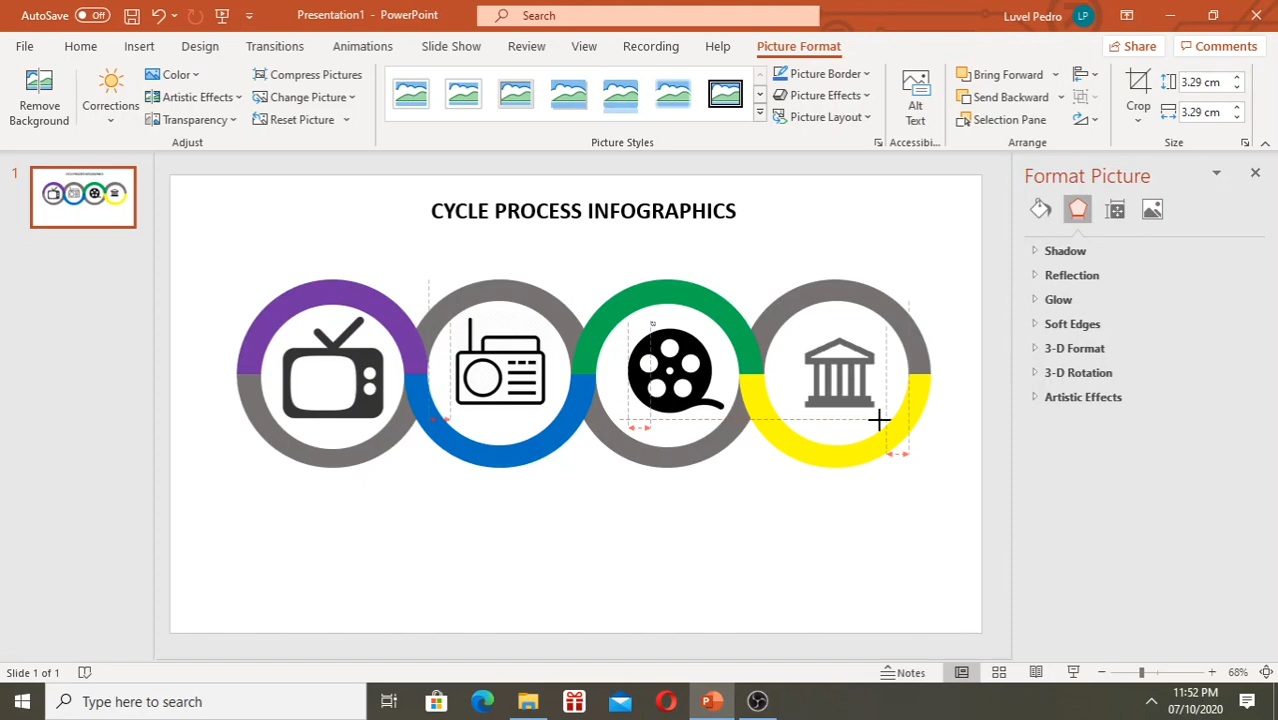 AutoSave Off Presentation1 - PowerPoint Search Luvel Pedro LP
File Home Insert Design Transitions Animations Slide Show Review View Recording Help Picture Format Share Comments
Remove Background
Corrections
Color
Artistic Effects
Transparency
Compress Pictures
Change Picture
Reset Picture
Picture Border
Picture Effects
Picture Layout
Alt Text
Bring Forward
Send Backward
Selection Pane
Crop
3.29 cm
3.29 cm
Adjust Picture Styles Accessibi... Arrange Size
1
CYCLE PROCESS INFOGRAPHICS
CYCLE PROCESS INFOGRAPHICS
Format Picture
Shadow
Reflection
Glow
Soft Edges
3-D Format
3-D Rotation
Artistic Effects
Slide 1 of 1 Notes 68%
Type here to search
11:52 PM
07/10/2020